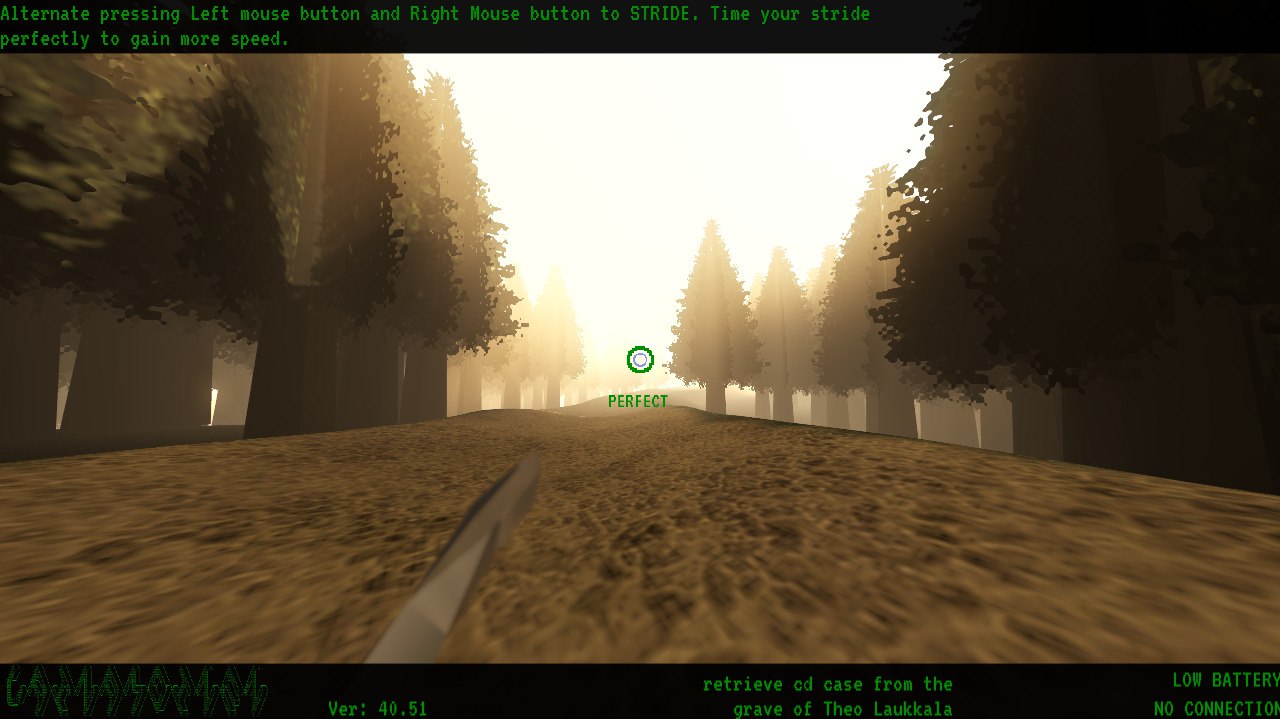 Alternate pressing Left mouse button and Right Mouse button to STRIDE. Time your stride
perfectly to gain more speed.
PERFECT
retrieve cd case from the
grave of Theo Laukkala
LOW BATTERY
Ver: 40.51
NO CONNECTION